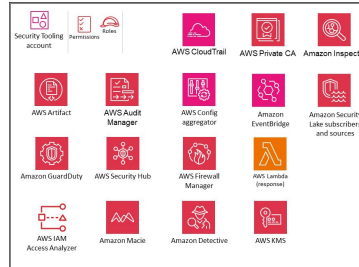 Security Tooling
account
Permissions
Roles
AWS CloudTrail
AWS Private CA
Amazon Inspect
AWS Artifact
AWS Audit
Manager
AWS Config
aggregator
Amazon
EventBridge
Amazon Security
Lake subscribers
and sources
Amazon GuardDuty
AWS Security Hub
AWS Firewall
Manager
AWS Lambda
(response)
AWS IAM
Access Analyzer
Amazon Macie
Amazon Detective
AWS KMS